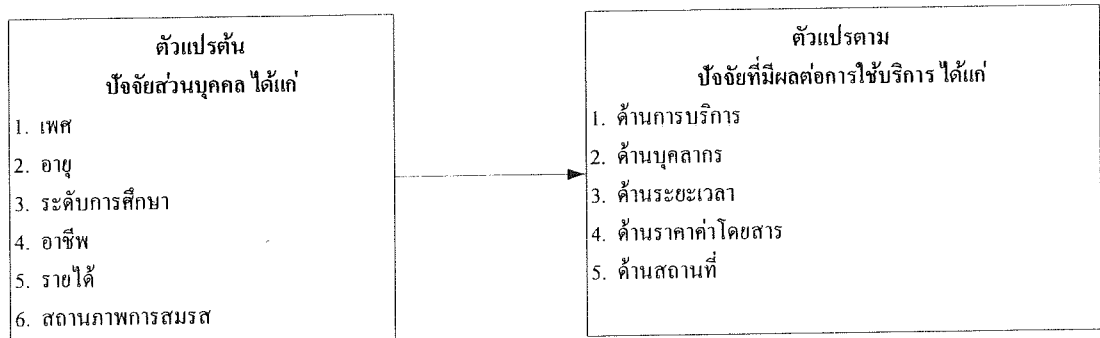 ตัวแปรต้น
ปัจจัยส่วนบุคคล ได้แก่
1. เพศ
2. อายุ
3. ระดับการศึกษา
4. อาชีพ
5. รายได้
6. สถานภาพการสมรส
ตัวแปรตาม
ปัจจัยที่มีผลต่อการใช้บริการ ได้แก่
1. ด้านการบริการ
2. ด้านบุคลากร
3. ด้านระยะเวลา
4. ด้านราคาค่าโดยสาร
5. ด้านสถานที่